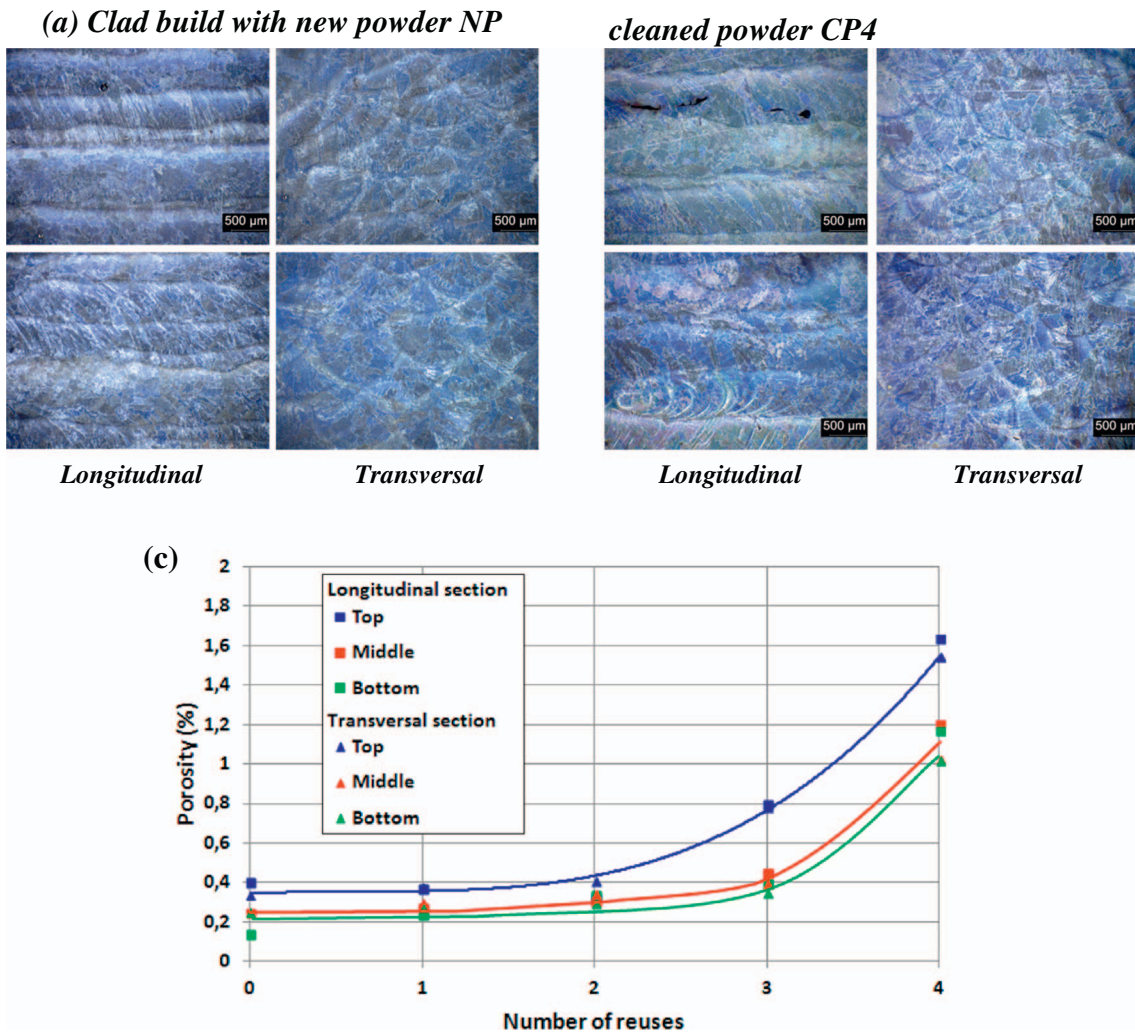 (a) Clad build with new powder NP
cleaned powder CP4
500 µm
500 µm
500 µm
500 µm
500 µm
500 µm
500 µm
500 µm
Longitudinal
Transversal
Longitudinal
Transversal
(c)
Porosity (%)
2
1,8
1,6
1,4
1,2
1
0,8
0,6
0,4
0,2
0
Longitudinal section
Top
Middle
Bottom
Transversal section
Top
Middle
Bottom
0
1
2
3
4
Number of reuses